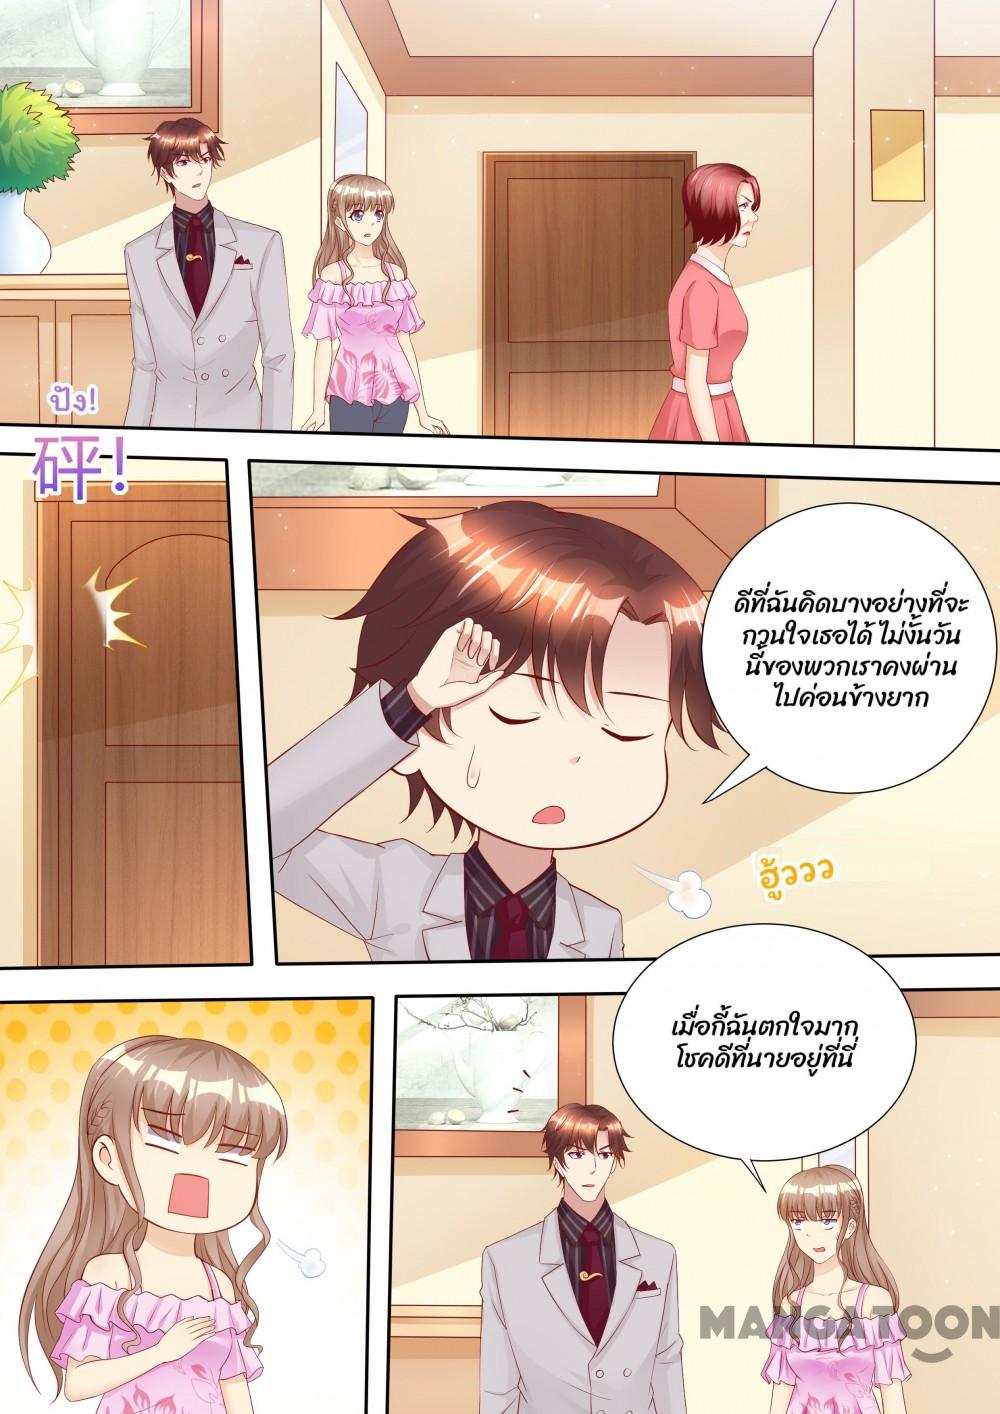 ปัง!
砰!
ดีที่ฉันคิดบางอย่างที่จะ
กวนใจเธอได้ ไม่งั้นวัน
นี้ของพวกเราคงผ่าน
ไปค่อนข้างยาก
ฮู้ววว
เมื่อกี้ฉันตกใจมาก
โชคดีที่นายอยู่ที่นี่
MANGATOON